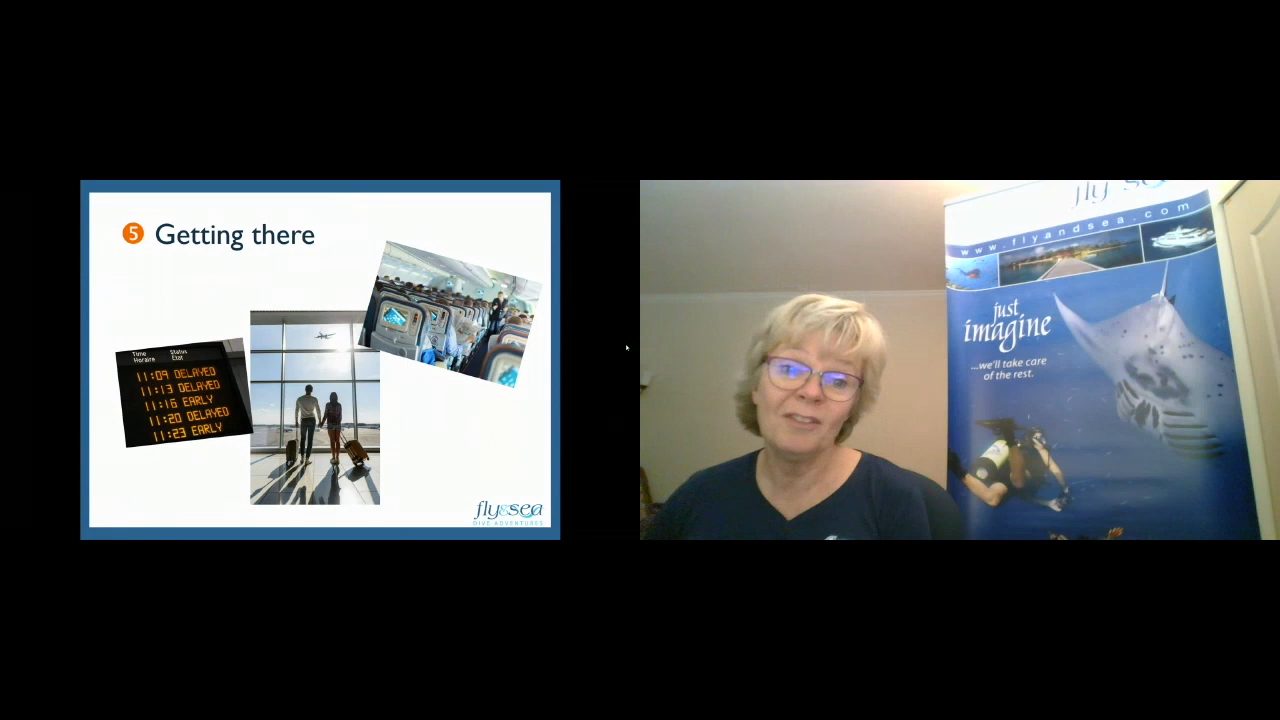 5 Getting there
Time Status
Horaire Etat
11:09 DELAYED
11:13 DELAYED
11:16 EARLY
11:20 DELAYED
11:23 EARLY
fly&sea
DIVE ADVENTURES
fly sea
www.flyandsea.com
just
imagine
...we'll take care
of the rest.